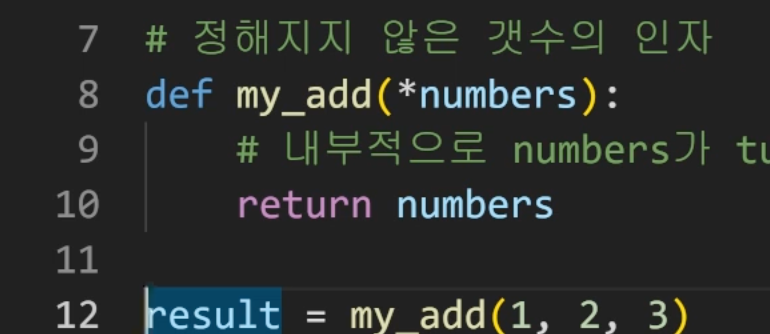 7 # 정해지지 않은 갯수의 인자
8 def my_add(*numbers):
9 # 내부적으로 numbers가
10 return numbers
11
12 result = my_add(1, 2, 3)